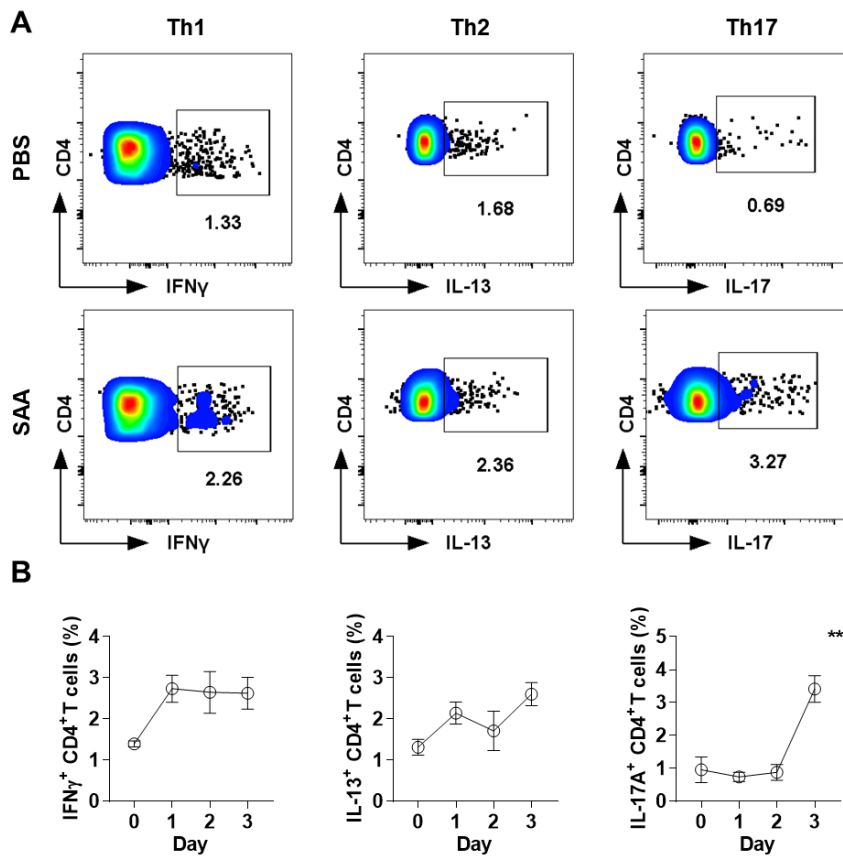 A
Th1
Th2
Th17
PBS
CD4
1.33
IFNγ
CD4
1.68
IL-13
CD4
0.69
IL-17
SAA
CD4
2.26
IFNγ
CD4
2.36
IL-13
CD4
3.27
IL-17
B
IFNγ⁺ CD4⁺T cells (%)
4
3
2
1
0
0 1 2 3
Day
IL-13⁺ CD4⁺T cells (%)
4
3
2
1
0
0 1 2 3
Day
IL-17A⁺ CD4⁺T cells (%)
5
4
3
2
1
0
**
0 1 2 3
Day